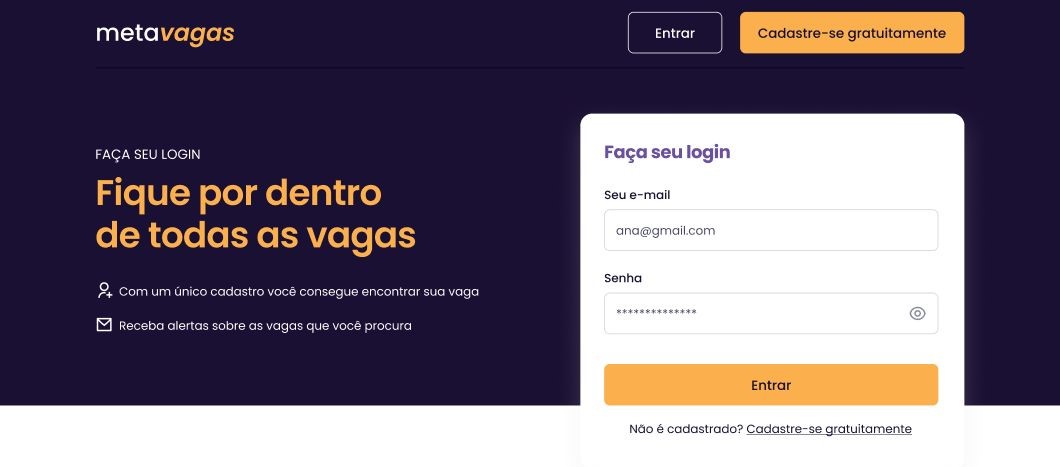 metavagas
Entrar
Cadastre-se gratuitamente
FAÇA SEU LOGIN
Fique por dentro
de todas as vagas
Com um único cadastro você consegue encontrar sua vaga
Receba alertas sobre as vagas que você procura
Faça seu login
Seu e-mail
ana@gmail.com
Senha
**************
Entrar
Não é cadastrado? Cadastre-se gratuitamente